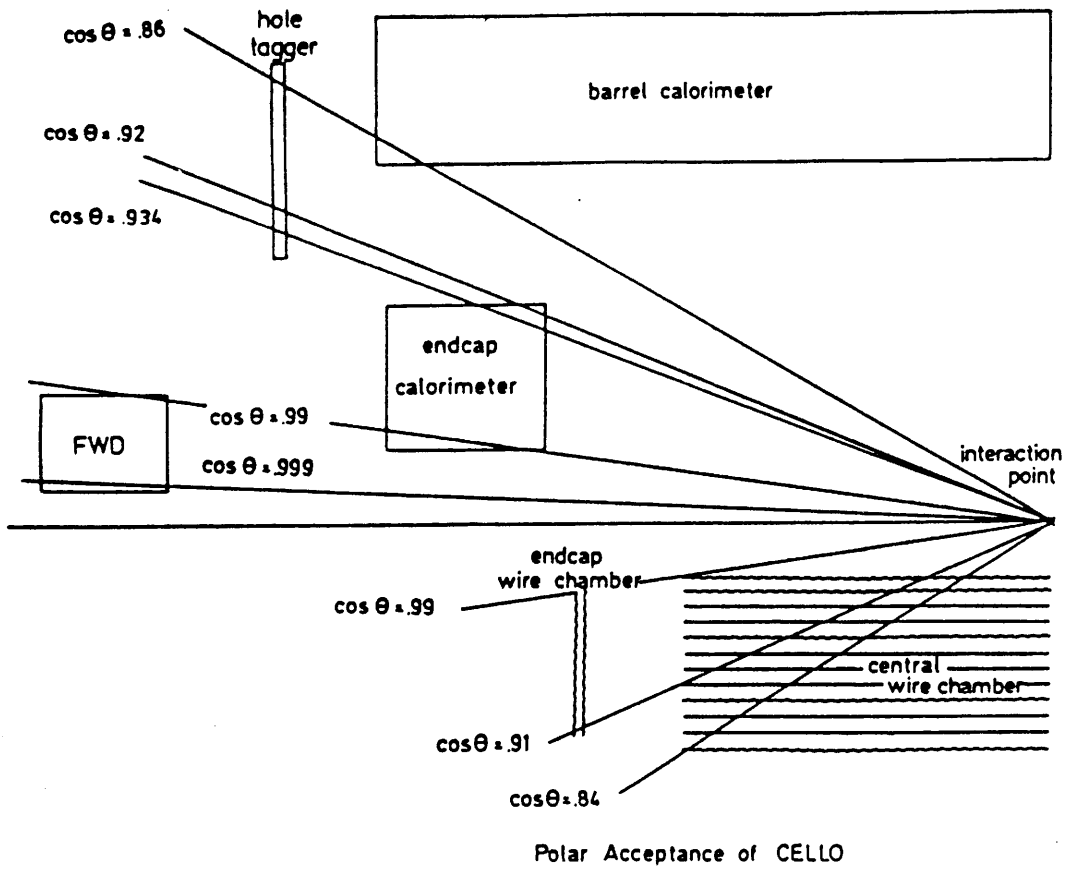 cos θ = .86
hole
tagger
barrel calorimeter
cos θ = .92
cos θ = .934
endcap
calorimeter
cos θ = .99
FWD
cos θ = .999
interaction
point
endcap
wire chamber
cos θ = .99
central
wire chamber
cos θ = .91
cos θ = .84
Polar Acceptance of CELLO